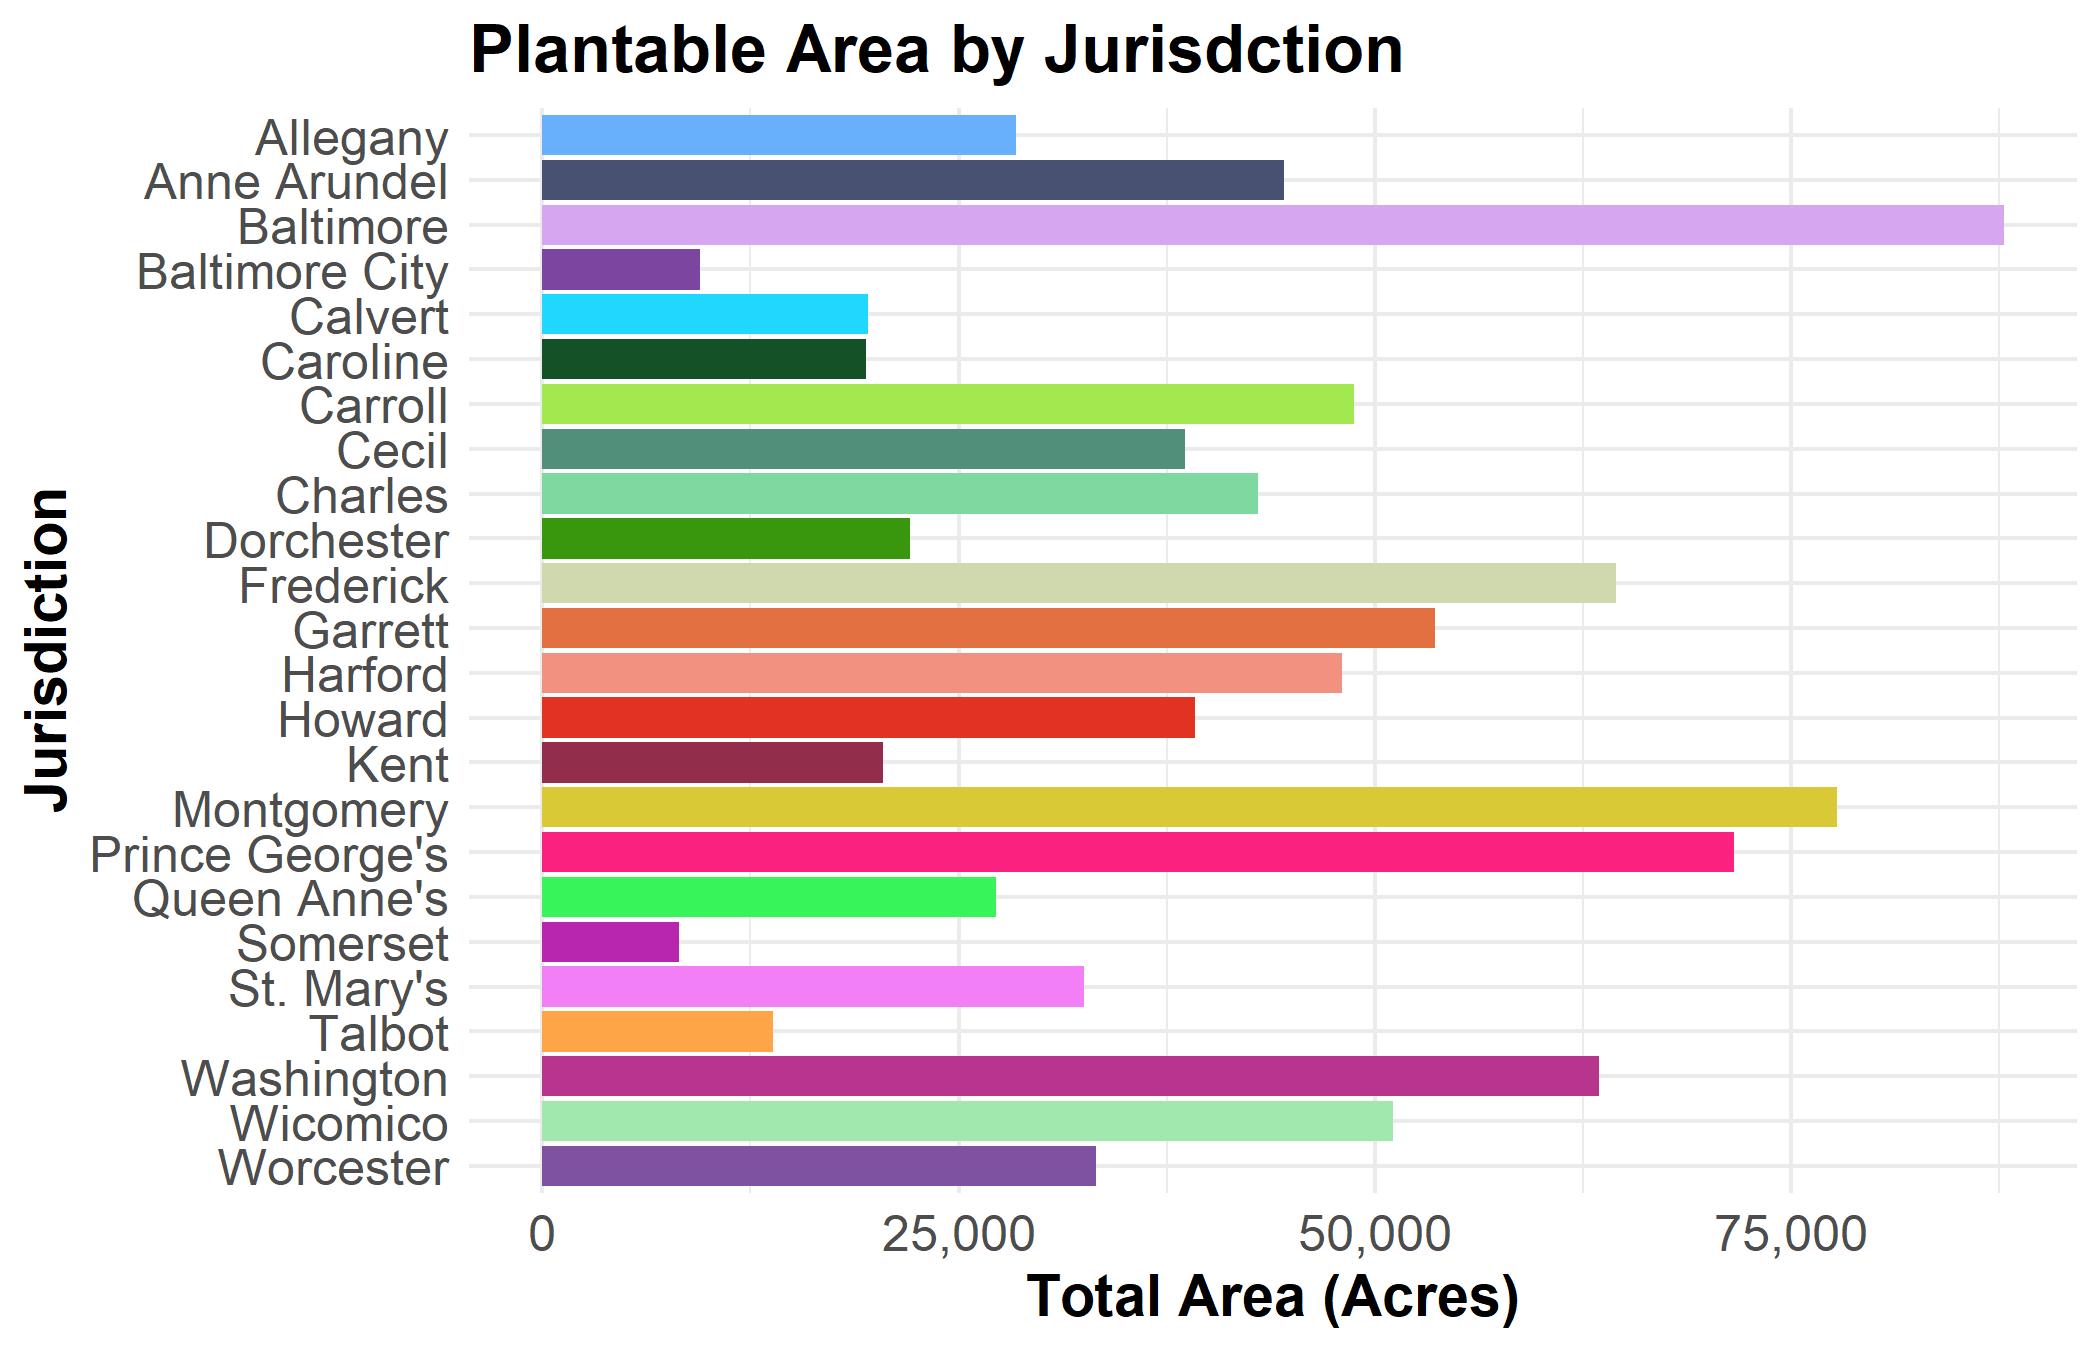 Plantable Area by Jurisdction
Jurisdiction
Allegany
Anne Arundel
Baltimore
Baltimore City
Calvert
Caroline
Carroll
Cecil
Charles
Dorchester
Frederick
Garrett
Harford
Howard
Kent
Montgomery
Prince George's
Queen Anne's
Somerset
St. Mary's
Talbot
Washington
Wicomico
Worcester
0 25,000 50,000 75,000
Total Area (Acres)